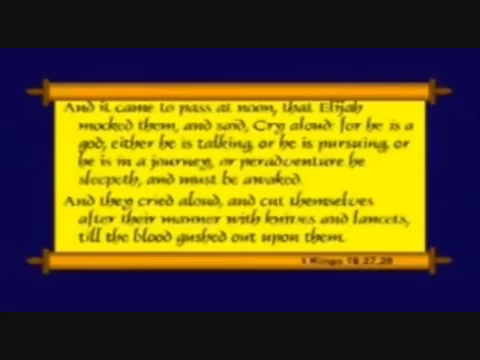 And it came to pass at noon, that Elijah
mocked them, and said, Cry aloud: for he is a
god, either he is talking, or he is pursuing, or
he is in a journey, or peradventure he
sleepeth, and must be awaked.
And they cried aloud, and cut themselves
after their manner with knives and lancets,
till the blood gushed out upon them.
1 Kings 18.27,28